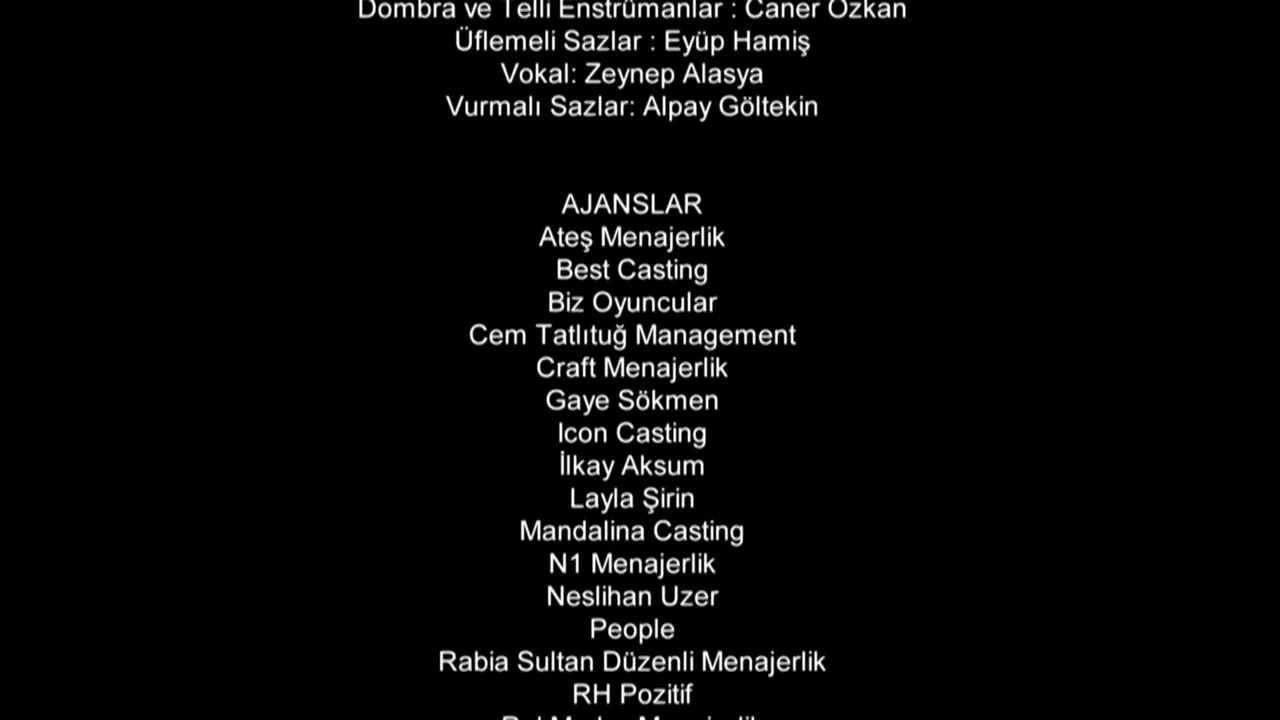 Dombra ve Telli Enstrümanlar : Caner Özkan
Üflemeli Sazlar : Eyüp Hamiş
Vokal: Zeynep Alasya
Vurmalı Sazlar: Alpay Göltekin
AJANSLAR
Ateş Menajerlik
Best Casting
Biz Oyuncular
Cem Tatlıtuğ Management
Craft Menajerlik
Gaye Sökmen
Icon Casting
İlkay Aksum
Layla Şirin
Mandalina Casting
N1 Menajerlik
Neslihan Uzer
People
Rabia Sultan Düzenli Menajerlik
RH Pozitif